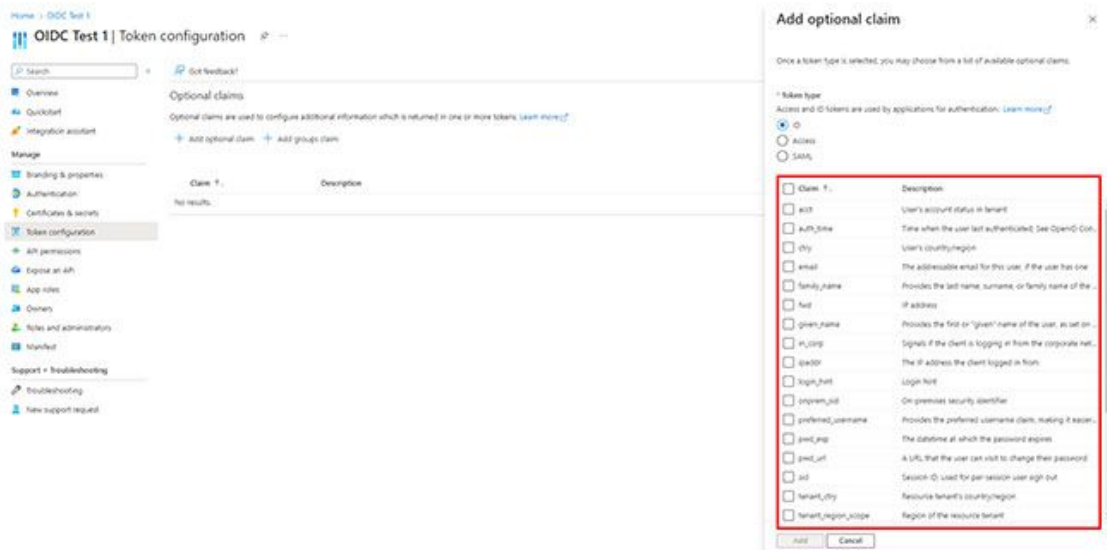 Home > OIDC Test 1
OIDC Test 1 | Token configuration
Search
Got feedback?
Overview
Quickstart
Integration assistant
Manage
Branding & properties
Authentication
Certificates & secrets
Token configuration
API permissions
Expose an API
App roles
Owners
Roles and administrators
Manifest
Support + Troubleshooting
Troubleshooting
New support request
Optional claims
Optional claims are used to configure additional information which is returned in one or more tokens. Learn more
+ Add optional claim + Add groups claim
Claim ↑↓ Description
No results.
Add optional claim
Once a token type is selected, you may choose from a list of available optional claims.
* Token type
Access and ID tokens are used by applications for authentication. Learn more
ID
Access
SAML
Claim ↑↓ Description
acct User's account status in tenant
auth_time Time when the user last authenticated; See OpenID Con...
ctry User's country/region
email The addressable email for this user, if the user has one
family_name Provides the last name, surname, or family name of the ...
fwd IP address
given_name Provides the first or "given" name of the user, as set on ...
in_corp Signals if the client is logging in from the corporate net...
ipaddr The IP address the client logged in from
login_hint Login hint
onprem_sid On-premises security identifier
preferred_username Provides the preferred username claim, making it easier...
pwd_exp The datetime at which the password expires
pwd_url A URL that the user can visit to change their password
sid Session ID, used for per-session user sign out
tenant_ctry Resource tenant's country/region
tenant_region_scope Region of the resource tenant
Add Cancel